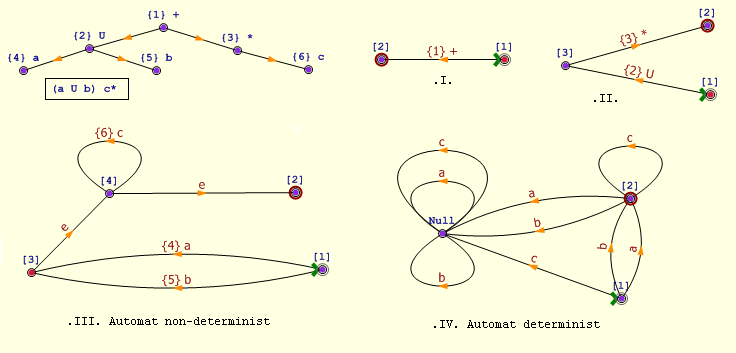 {1} +
{2} U
{3} *
{4} a
{5} b
{6} c
(a U b) c*
[2]
{1} +
[1]
.I.
[2]
{3} *
[3]
{2} U
[1]
.II.
{6} c
[4]
e
[2]
e
[3]
{4} a
[1]
{5} b
.III. Automat non-determinist
c
c
a
[2]
a
Null
b
b
a
c
b
[1]
.IV. Automat determinist